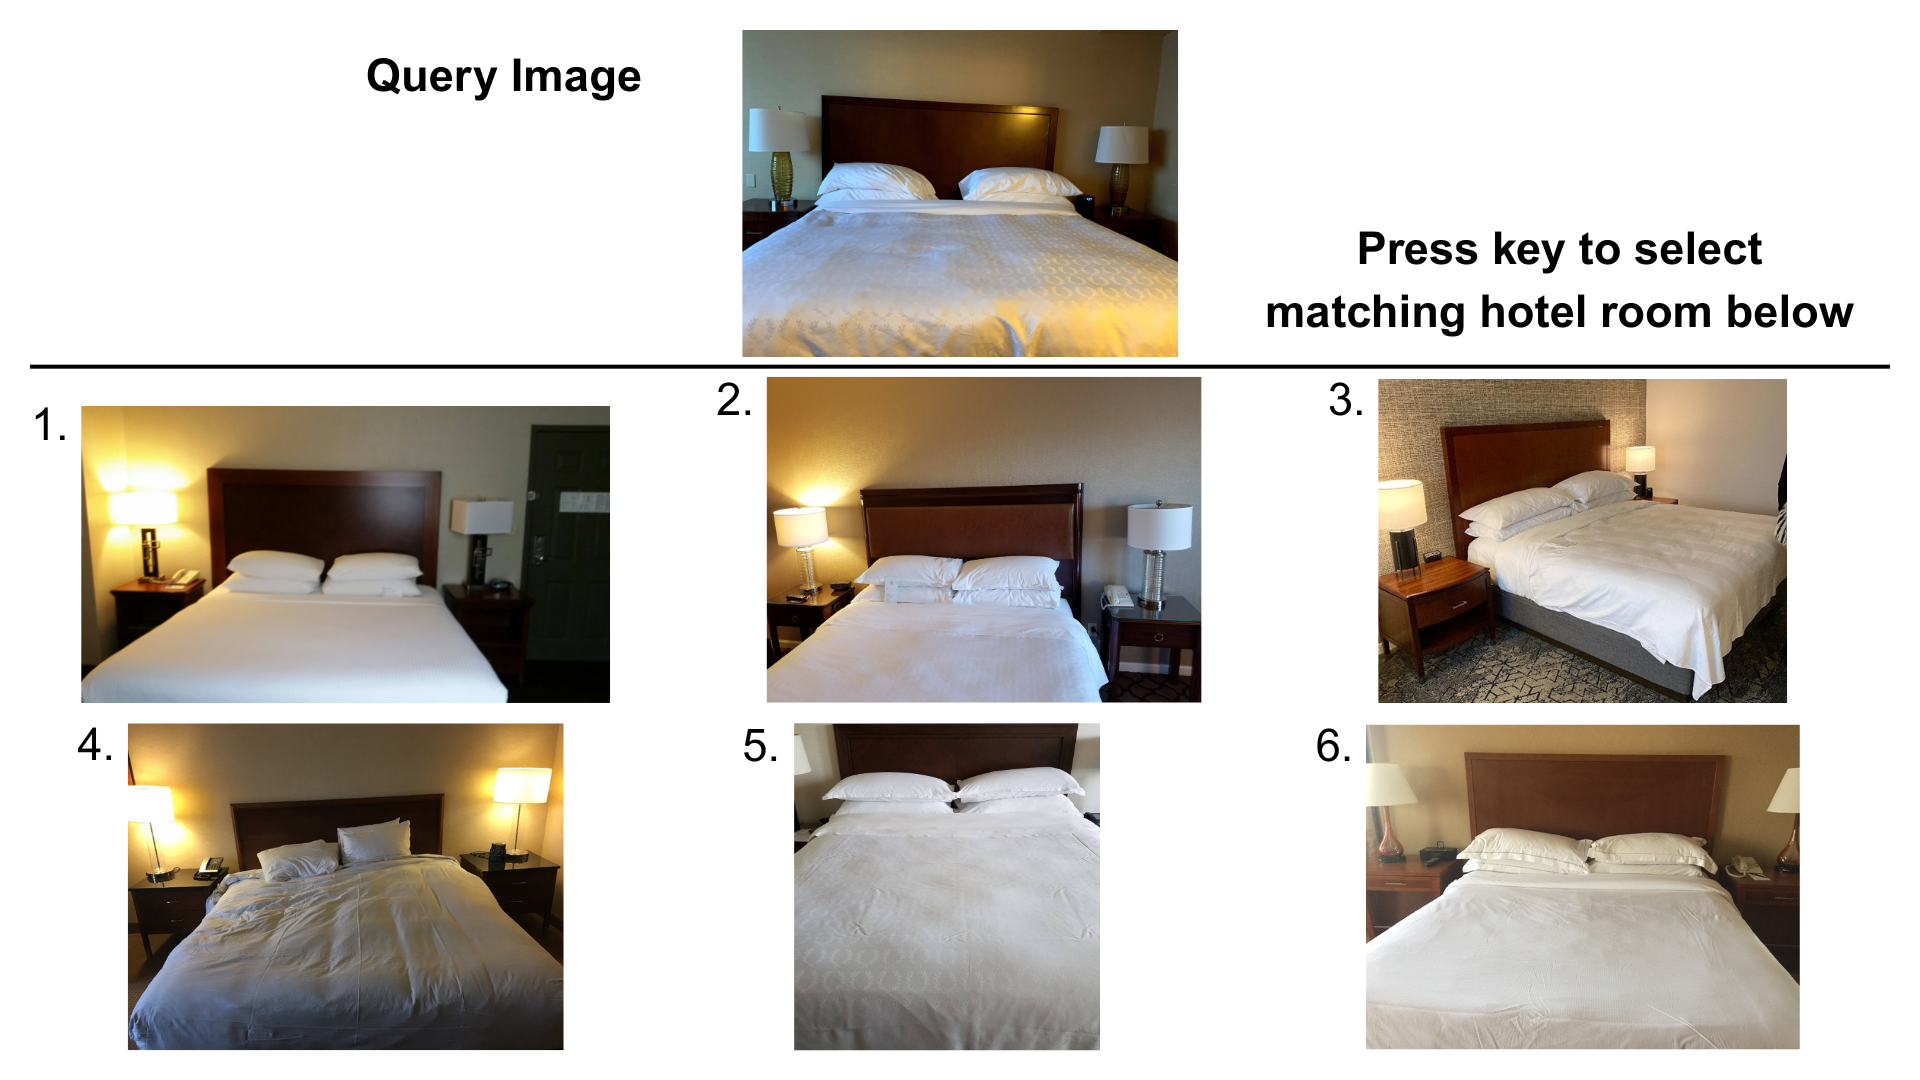 Query Image
Press key to select
matching hotel room below
1.
2.
3.
4.
5.
6.